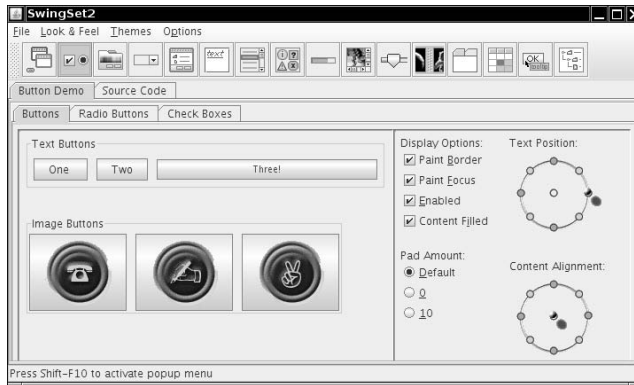 SwingSet2
File Look & Feel Themes Options
text
OK
Button Demo Source Code
Buttons Radio Buttons Check Boxes
Text Buttons
One Two Three!
Image Buttons
Display Options:
Paint Border
Paint Focus
Enabled
Content Filled
Pad Amount:
Default
0
10
Text Position:
Content Alignment:
Press Shift-F10 to activate popup menu